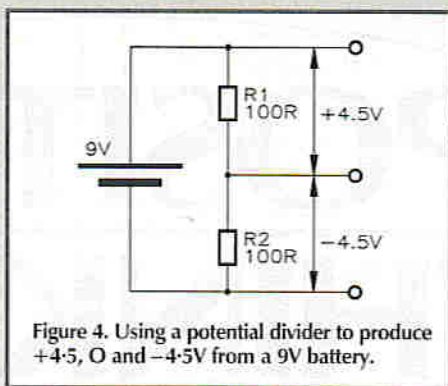 9V
R1
100R
+4.5V
R2
100R
−4.5V
Figure 4. Using a potential divider to produce
+4·5, O and −4·5V from a 9V battery.